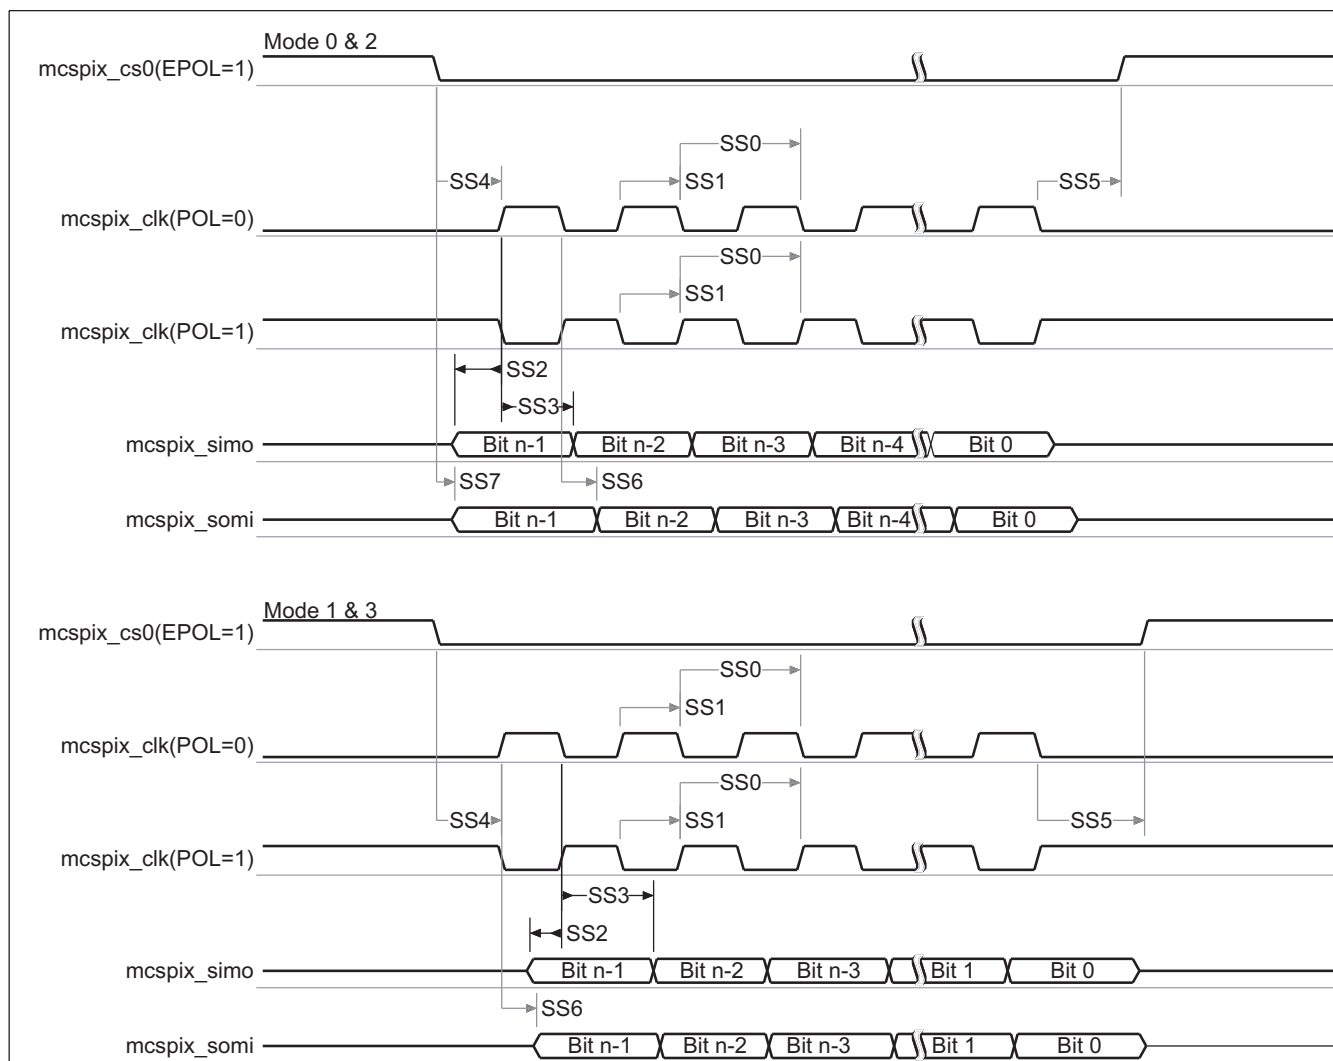 Mode 0 & 2
mcspix_cs0(EPOL=1)
SS0
SS4 SS1 SS5
mcspix_clk(POL=0)
SS0
SS1
mcspix_clk(POL=1)
SS2
SS3
mcspix_simo Bit n-1 Bit n-2 Bit n-3 Bit n-4 Bit 0
SS7 SS6
mcspix_somi Bit n-1 Bit n-2 Bit n-3 Bit n-4 Bit 0
Mode 1 & 3
mcspix_cs0(EPOL=1)
SS0
SS1
mcspix_clk(POL=0)
SS0
SS4 SS1 SS5
mcspix_clk(POL=1)
SS3
SS2
mcspix_simo Bit n-1 Bit n-2 Bit n-3 Bit 1 Bit 0
SS6
mcspix_somi Bit n-1 Bit n-2 Bit n-3 Bit 1 Bit 0